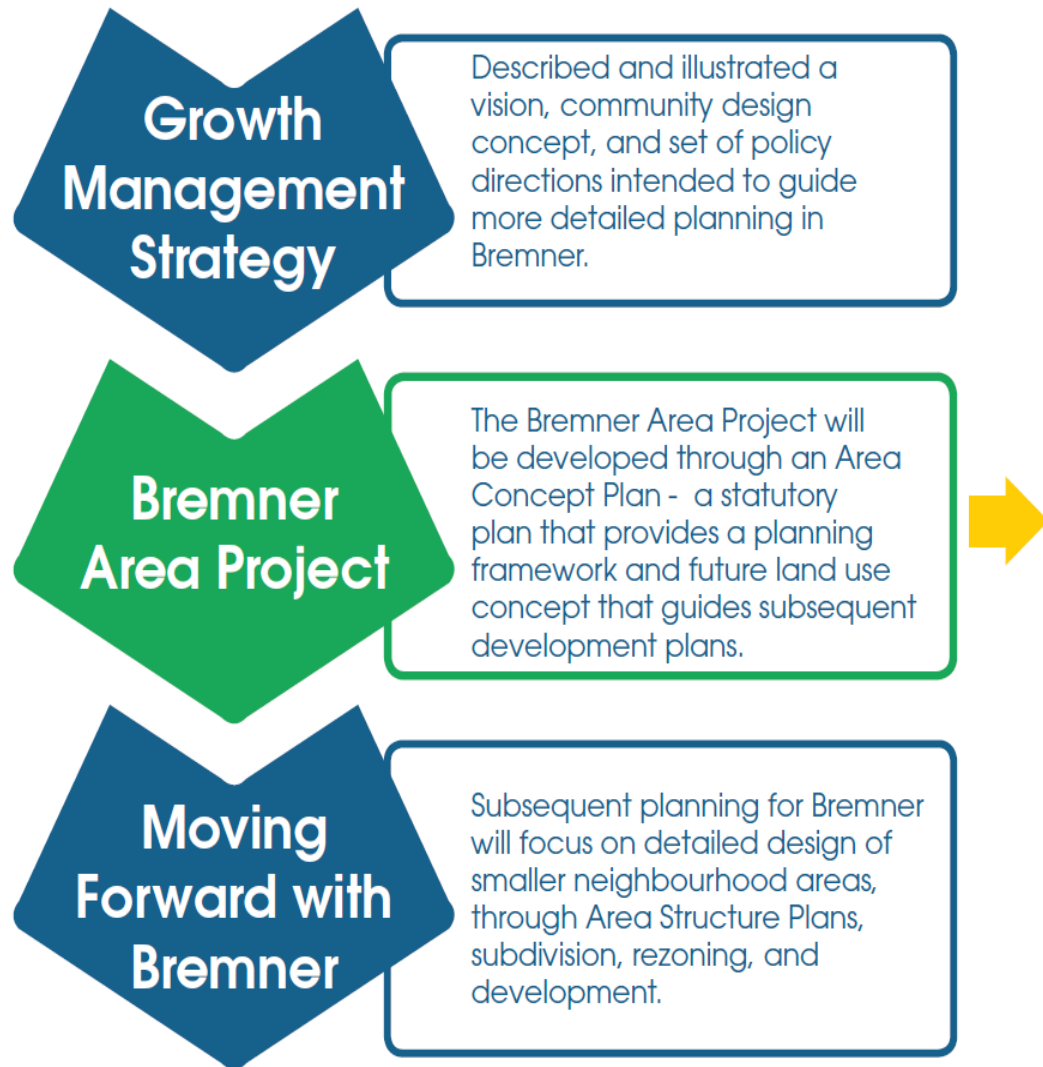 Growth
Management
Strategy
Described and illustrated a
vision, community design
concept, and set of policy
directions intended to guide
more detailed planning in
Bremner.
Bremner
Area Project
The Bremner Area Project will
be developed through an Area
Concept Plan - a statutory
plan that provides a planning
framework and future land use
concept that guides subsequent
development plans.
Moving
Forward with
Bremner
Subsequent planning for Bremner
will focus on detailed design of
smaller neighbourhood areas,
through Area Structure Plans,
subdivision, rezoning, and
development.